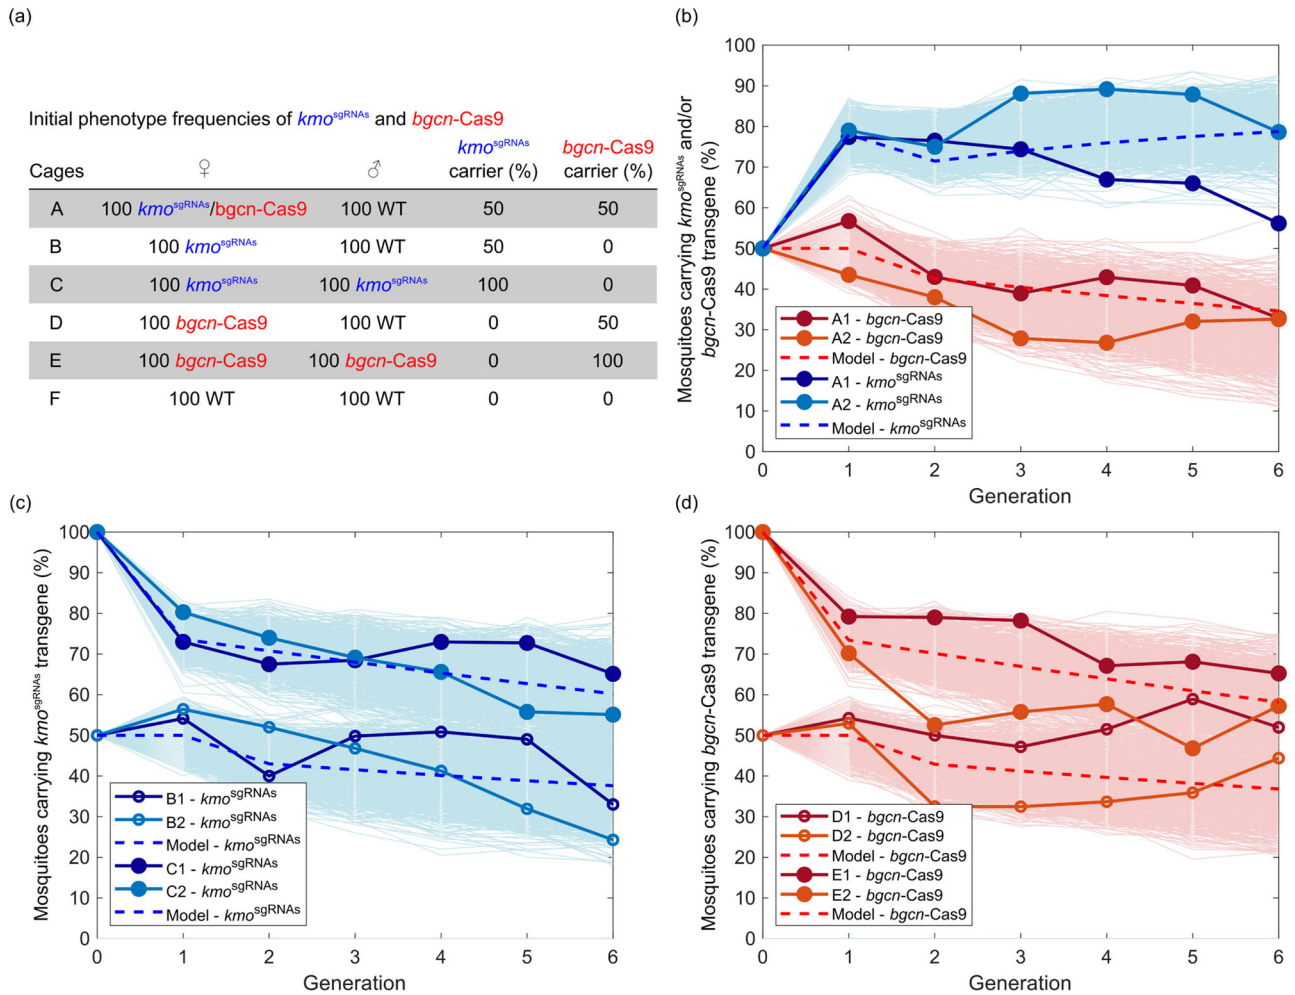 (a)
Initial phenotype frequencies of kmo^sgRNAs and bgcn-Cas9
Cages ♀ ♂ kmo^sgRNAs carrier (%) bgcn-Cas9 carrier (%)
A 100 kmo^sgRNAs/bgcn-Cas9 100 WT 50 50
B 100 kmo^sgRNAs 100 WT 50 0
C 100 kmo^sgRNAs 100 kmo^sgRNAs 100 0
D 100 bgcn-Cas9 100 WT 0 50
E 100 bgcn-Cas9 100 bgcn-Cas9 0 100
F 100 WT 100 WT 0 0
(b)
Mosquitoes carrying kmo^sgRNAs and/or
bgcn-Cas9 transgene (%)
100
90
80
70
60
50
40
30
20
10
0
A1 - bgcn-Cas9
A2 - bgcn-Cas9
Model - bgcn-Cas9
A1 - kmo^sgRNAs
A2 - kmo^sgRNAs
Model - kmo^sgRNAs
0 1 2 3 4 5 6
Generation
(c)
Mosquitoes carrying kmo^sgRNAs transgene (%)
100
90
80
70
60
50
40
30
20
10
0
B1 - kmo^sgRNAs
B2 - kmo^sgRNAs
Model - kmo^sgRNAs
C1 - kmo^sgRNAs
C2 - kmo^sgRNAs
Model - kmo^sgRNAs
0 1 2 3 4 5 6
Generation
(d)
Mosquitoes carrying bgcn-Cas9 transgene (%)
100
90
80
70
60
50
40
30
20
10
0
D1 - bgcn-Cas9
D2 - bgcn-Cas9
Model - bgcn-Cas9
E1 - bgcn-Cas9
E2 - bgcn-Cas9
Model - bgcn-Cas9
0 1 2 3 4 5 6
Generation